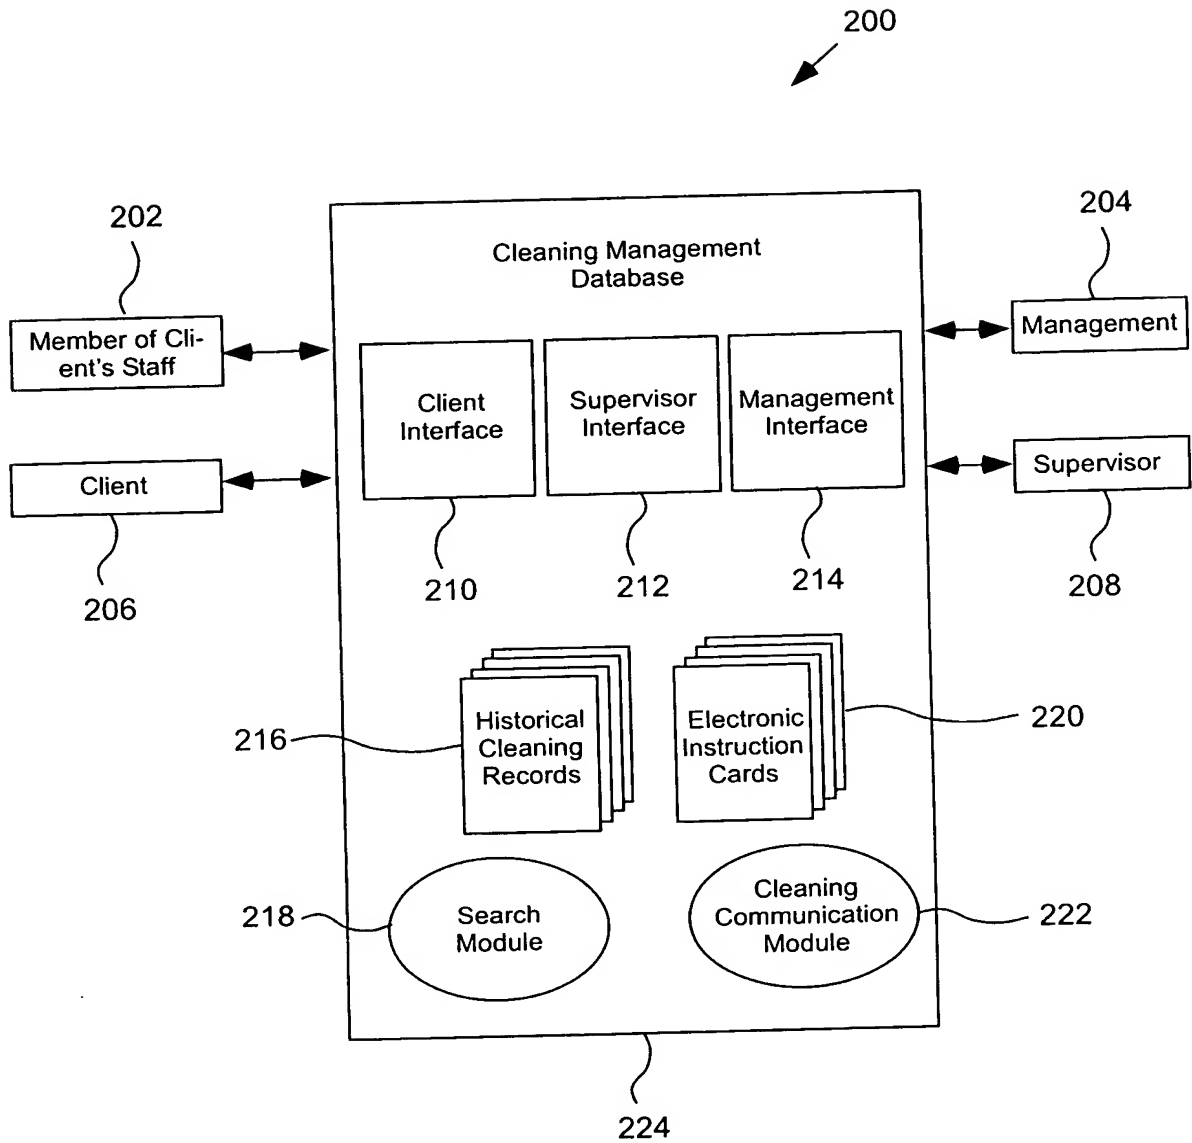 200
202
204
Cleaning Management
Database
Member of Cli-
ent's Staff
Management
Client
Interface
Supervisor
Interface
Management
Interface
Client
Supervisor
206
210
212
214
208
Historical
Cleaning
Records
Electronic
Instruction
Cards
216
220
Search
Module
Cleaning
Communication
Module
218
222
224